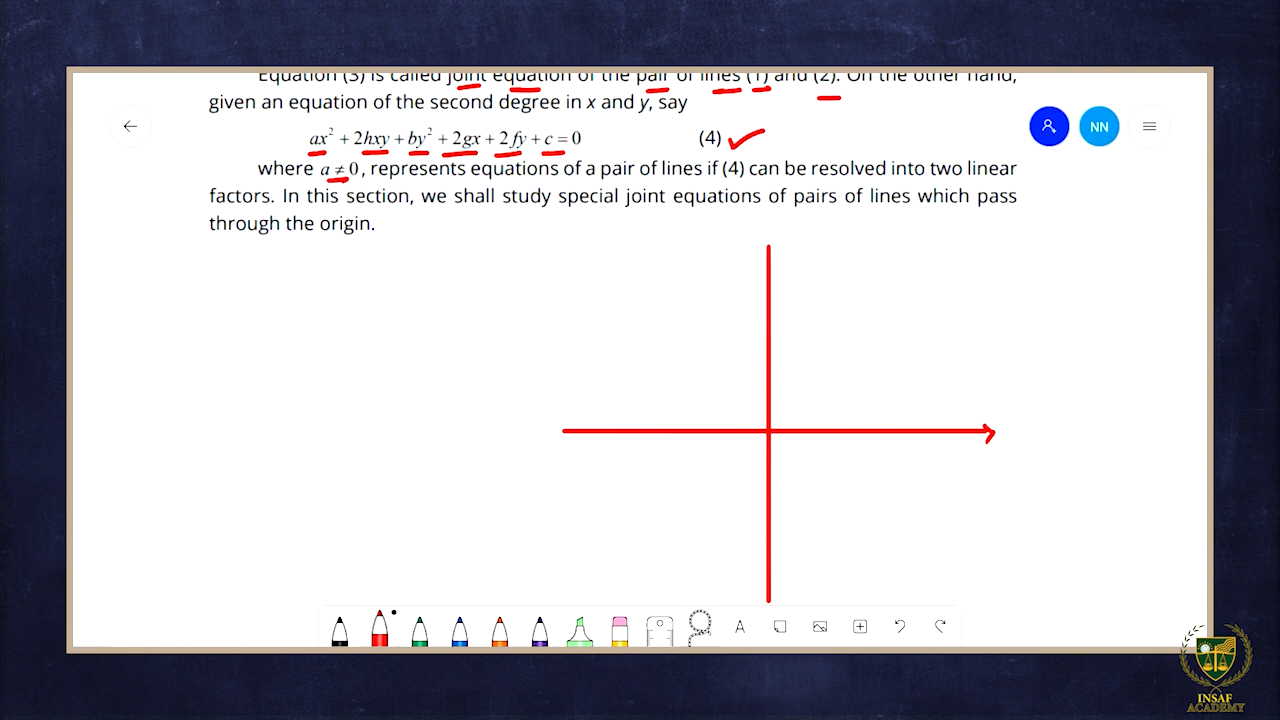 Equation (3) is called joint equation of the pair of lines (1) and (2). On the other hand,
given an equation of the second degree in x and y, say
ax² + 2hxy + by² + 2gx + 2fy + c = 0 (4)
where a ≠ 0, represents equations of a pair of lines if (4) can be resolved into two linear
factors. In this section, we shall study special joint equations of pairs of lines which pass
through the origin.
NN
A
INSAF
ACADEMY